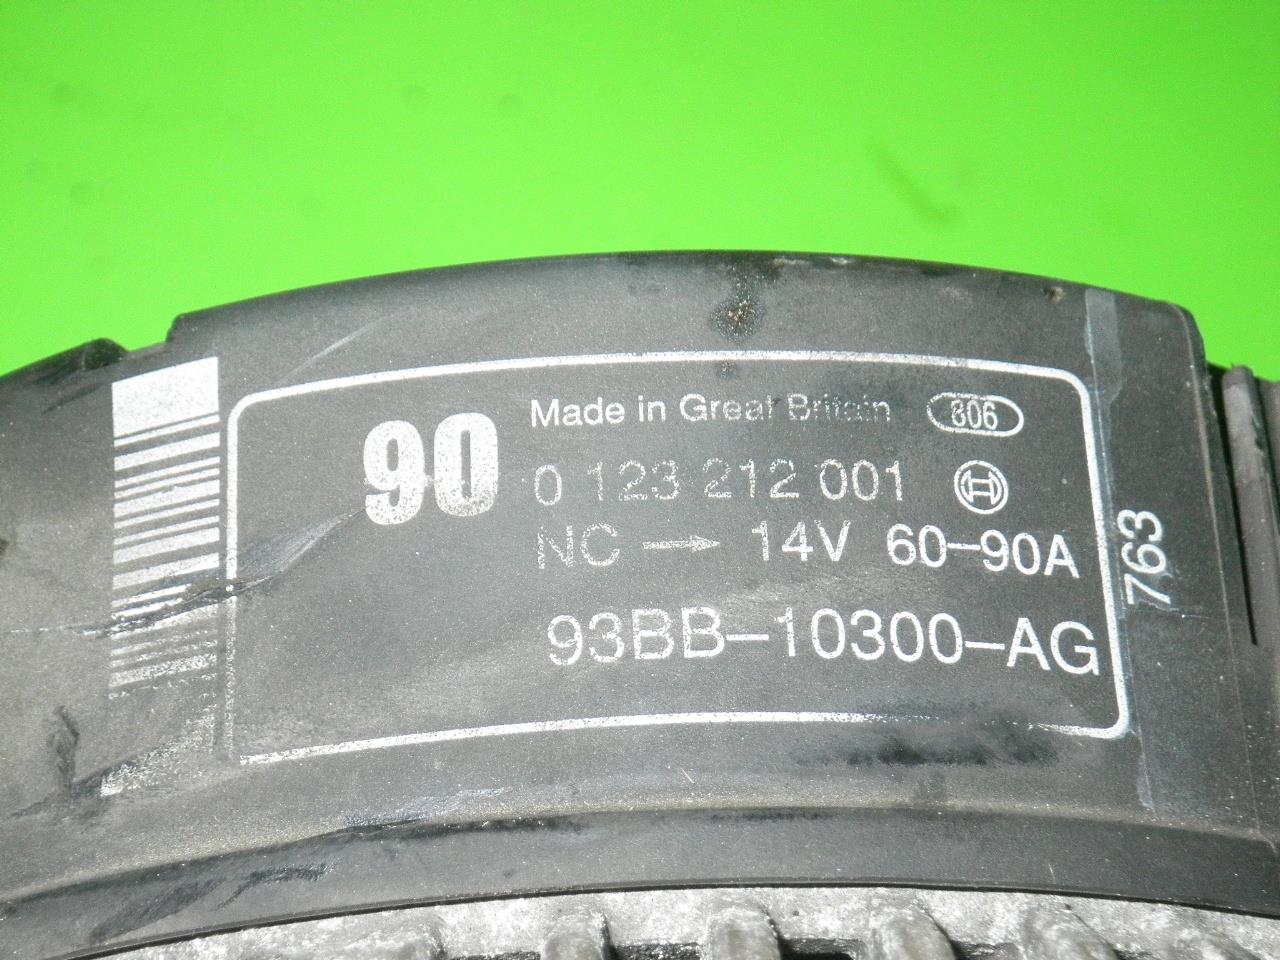 90
Made in Great Britain 806
0 123 212 001
NC → 14V 60-90A
93BB-10300-AG
763